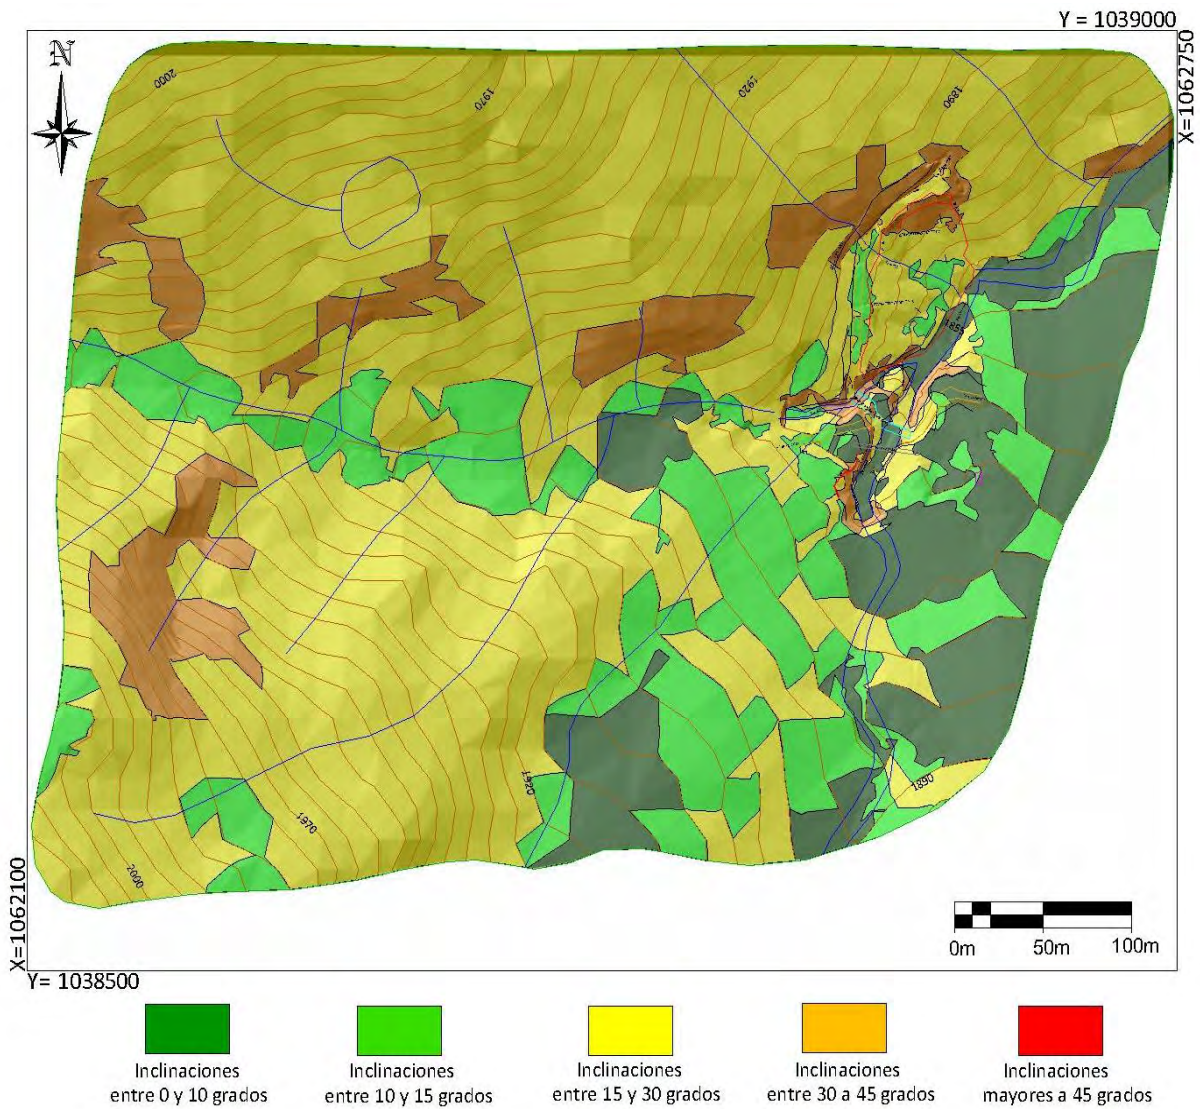 Y = 1039000
X=1062750
N
2000
1970
1920
1890
1855
1920
1890
1970
2000
X=1062100
0m 50m 100m
Y= 1038500
Inclinaciones
entre 0 y 10 grados
Inclinaciones
entre 10 y 15 grados
Inclinaciones
entre 15 y 30 grados
Inclinaciones
entre 30 a 45 grados
Inclinaciones
mayores a 45 grados